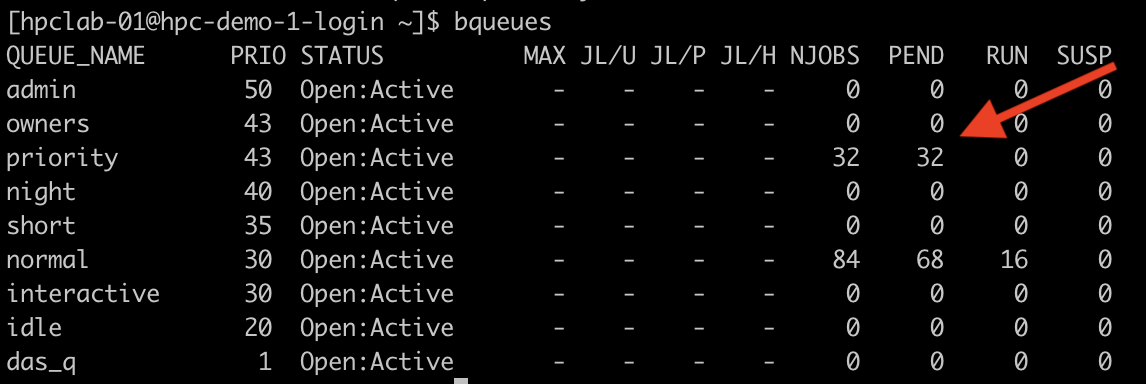 [hpclab-01@hpc-demo-1-login ~]$ bqueues
QUEUE_NAME PRIO STATUS MAX JL/U JL/P JL/H NJOBS PEND RUN SUSP
admin 50 Open:Active - - - - 0 0 0 0
owners 43 Open:Active - - - - 0 0 0 0
priority 43 Open:Active - - - - 32 32 0 0
night 40 Open:Active - - - - 0 0 0 0
short 35 Open:Active - - - - 0 0 0 0
normal 30 Open:Active - - - - 84 68 16 0
interactive 30 Open:Active - - - - 0 0 0 0
idle 20 Open:Active - - - - 0 0 0 0
das_q 1 Open:Active - - - - 0 0 0 0